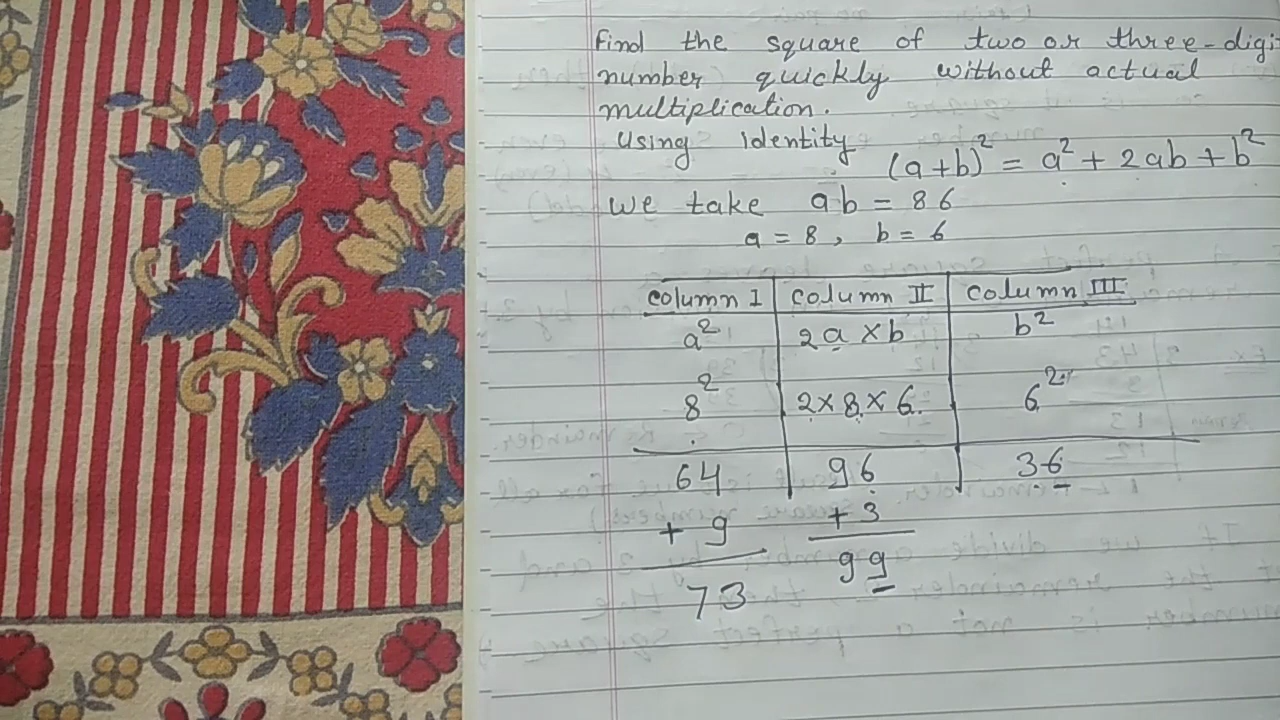 Find the square of two or three-digi
number quickly without actual
multiplication.
Using Identity
(a+b)² = a² + 2ab + b²
We take ab = 86
a = 8, b = 6
Column I | Column II | Column III
a² | 2a × b | b²
8² | 2 × 8 × 6 | 6²
64 | 96 | 36
+ 9 | + 3
73 | 99